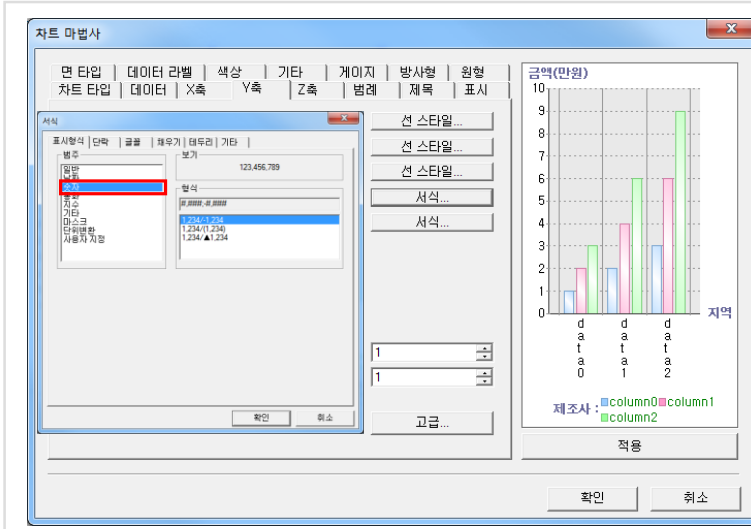 차트 마법사
면 타입 데이터 라벨 색상 기타 게이지 방사형 원형
차트 타입 데이터 X축 Y축 Z축 범례 제목 표시
서식
표시형식 단락 글꼴 채우기 테두리 기타
범주
일반
숫자
지수
기타
마스크
단위변환
사용자 지정
보기
123,456,789
형식
#,###;-#,###
1,234/-1,234
1,234/(1,234)
1,234/▲1,234
확인 취소
선 스타일...
선 스타일...
선 스타일...
서식...
서식...
1
1
고급...
금액(만원)
10
9
8
7
6
5
4
3
2
1
0
지역
data0 data1 data2
제조사 : column0 column1
column2
적용
확인 취소